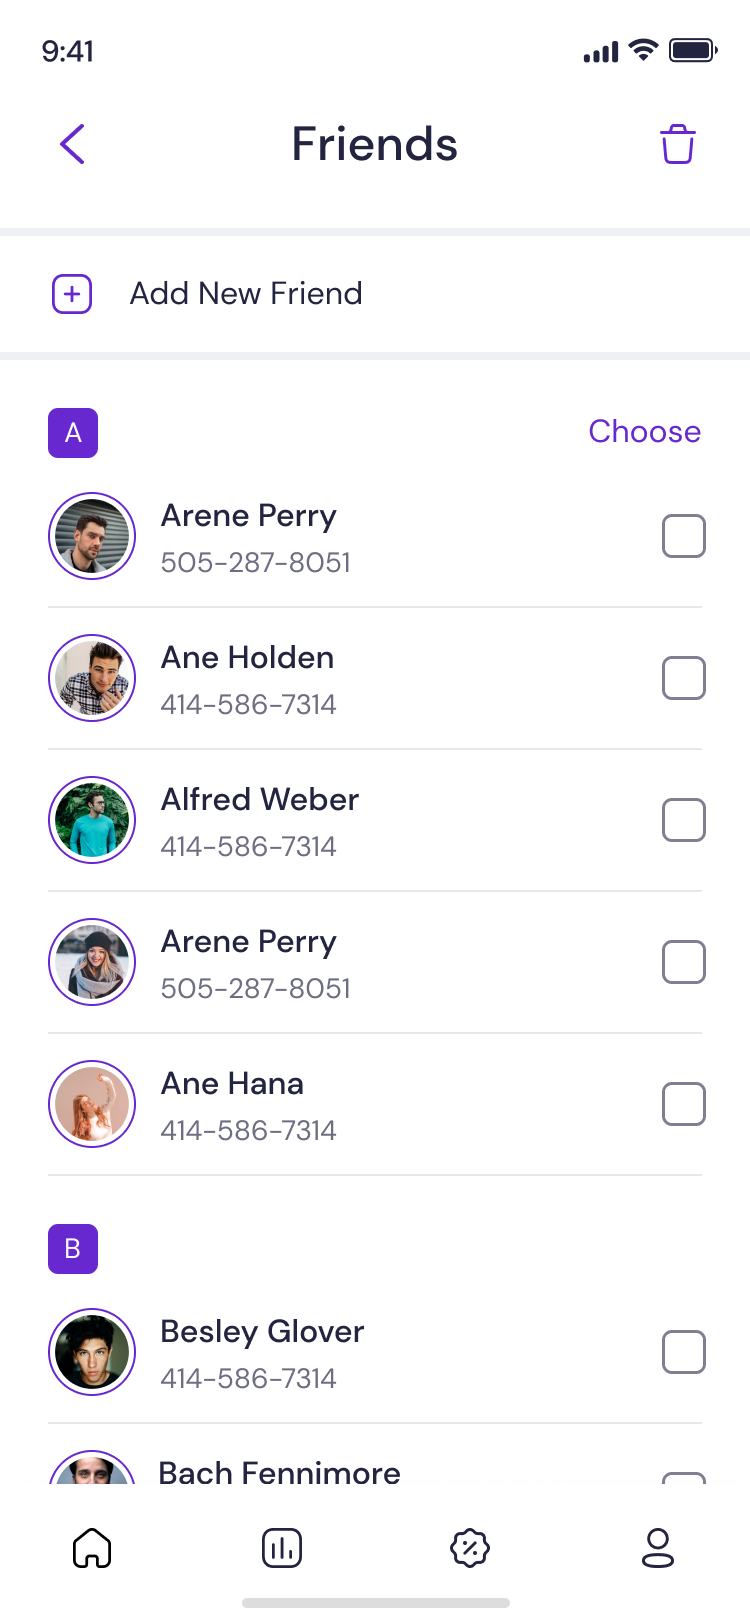 9:41
Friends
Add New Friend
A
Choose
Arene Perry
505-287-8051
Ane Holden
414-586-7314
Alfred Weber
414-586-7314
Arene Perry
505-287-8051
Ane Hana
414-586-7314
B
Besley Glover
414-586-7314
Bach Fennimore